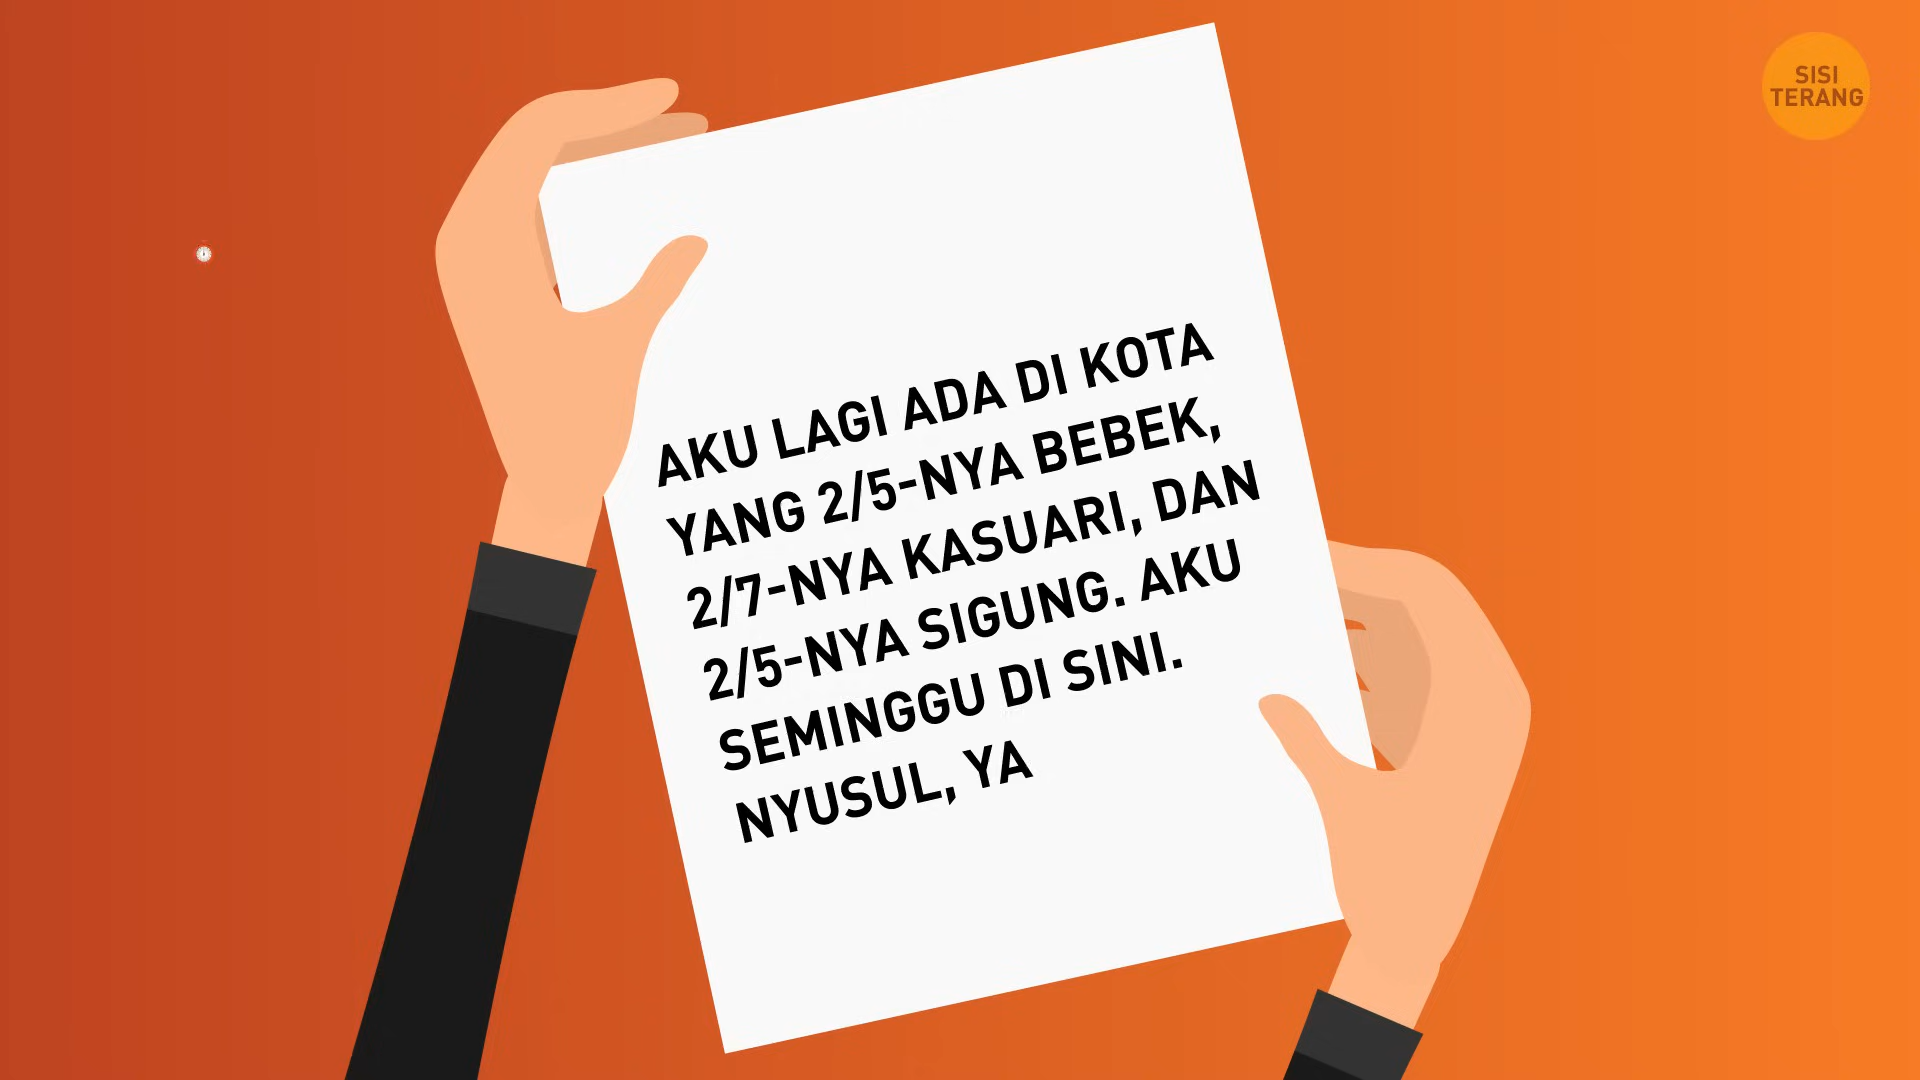 SISI
TERANG
AKU LAGI ADA DI KOTA
YANG 2/5-NYA BEBEK,
2/7-NYA KASUARI, DAN
2/5-NYA SIGUNG. AKU
SEMINGGU DI SINI.
NYUSUL, YA